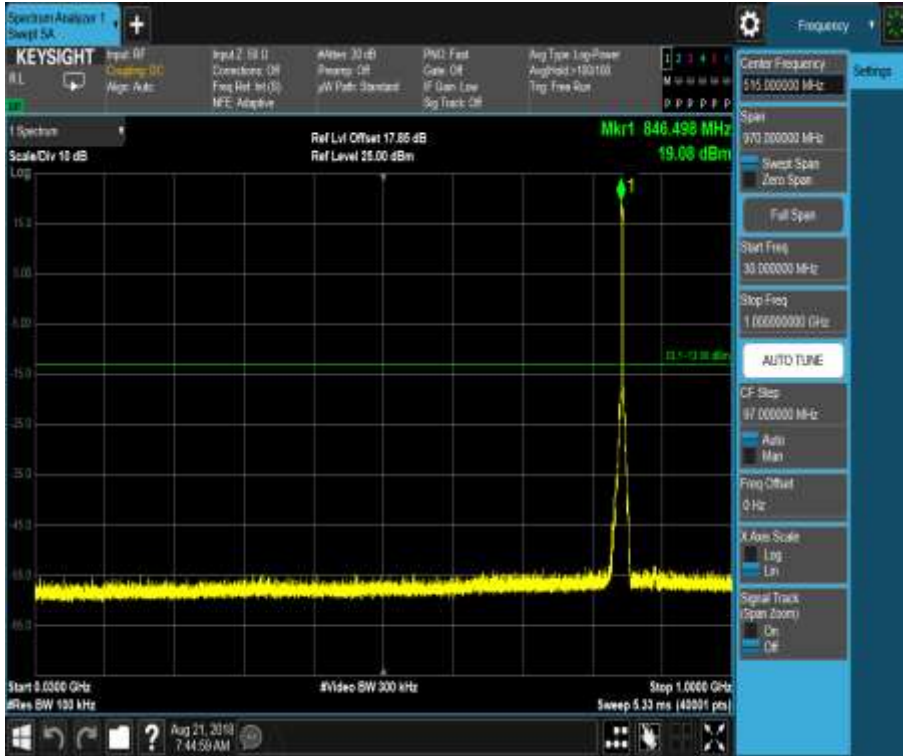 Spectrum Analyzer 1
Swept SA
Frequency
KEYSIGHT
Input: RF
Coupling: DC
Align: Auto
Input Z: 50 Ω
Corrections: Off
Freq Ref: Int (S)
NFE: Adaptive
#Atten: 30 dB
Preamp: Off
µW Path: Standard
PNO: Fast
Gate: Off
IF Gain: Low
Sig Track: Off
Avg Type: Log-Power
Avg|Hold:>100/100
Trig: Free Run
1 2 3 4 5 6
P P P P P P
1 Spectrum
Scale/Div 10 dB
Log
Ref Lvl Offset 17.85 dB
Ref Level 25.00 dBm
Mkr1 846.498 MHz
19.08 dBm
1
15.0
5.00
-5.00
-15.0
-25.0
-35.0
-45.0
-55.0
-65.0
Start 0.0300 GHz
#Res BW 100 kHz
#Video BW 300 kHz
Stop 1.0000 GHz
Sweep 5.33 ms (40001 pts)
Aug 21, 2018
7:44:59 AM
Center Frequency
515.000000 MHz
Settings
Span
970.000000 MHz
Swept Span
Zero Span
Full Span
Start Freq
30.000000 MHz
Stop Freq
1.000000000 GHz
AUTO TUNE
CF Step
97.000000 MHz
Auto
Man
Freq Offset
0 Hz
X Axis Scale
Log
Lin
Signal Track
(Span Zoom)
On
Off